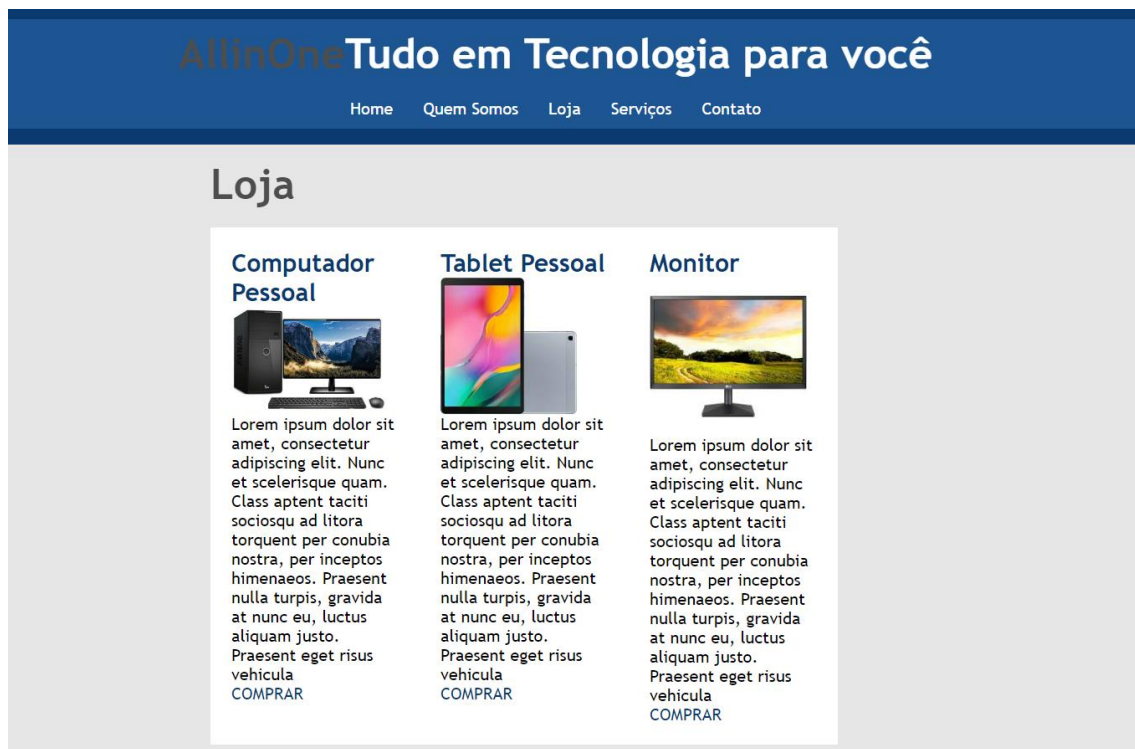 AllinOneTudo em Tecnologia para você
Home Quem Somos Loja Serviços Contato
Loja
Computador
Pessoal
Lorem ipsum dolor sit
amet, consectetur
adipiscing elit. Nunc
et scelerisque quam.
Class aptent taciti
sociosqu ad litora
torquent per conubia
nostra, per inceptos
himenaeos. Praesent
nulla turpis, gravida
at nunc eu, luctus
aliquam justo.
Praesent eget risus
vehicula
COMPRAR
Tablet Pessoal
Lorem ipsum dolor sit
amet, consectetur
adipiscing elit. Nunc
et scelerisque quam.
Class aptent taciti
sociosqu ad litora
torquent per conubia
nostra, per inceptos
himenaeos. Praesent
nulla turpis, gravida
at nunc eu, luctus
aliquam justo.
Praesent eget risus
vehicula
COMPRAR
Monitor
Lorem ipsum dolor sit
amet, consectetur
adipiscing elit. Nunc
et scelerisque quam.
Class aptent taciti
sociosqu ad litora
torquent per conubia
nostra, per inceptos
himenaeos. Praesent
nulla turpis, gravida
at nunc eu, luctus
aliquam justo.
Praesent eget risus
vehicula
COMPRAR